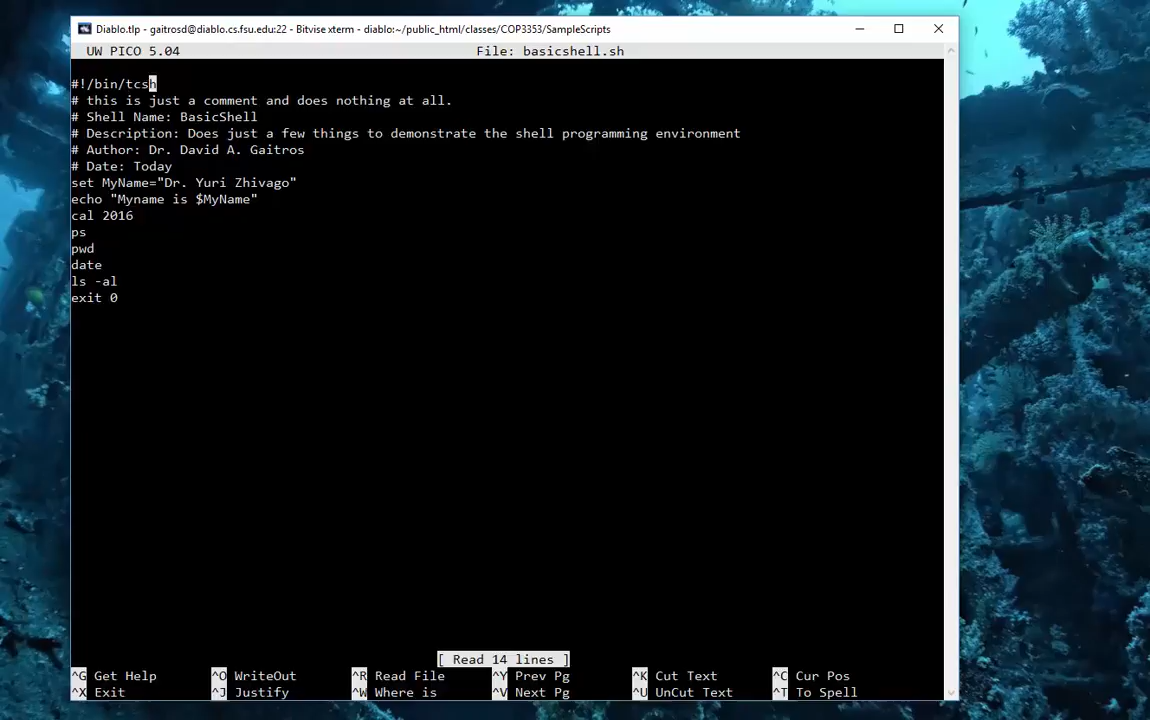 Diablo.tlp - gaitrosd@diablo.cs.fsu.edu:22 - Bitvise xterm - diablo:~/public_html/classes/COP3353/SampleScripts
UW PICO 5.04 File: basicshell.sh
#!/bin/tcsh
# this is just a comment and does nothing at all.
# Shell Name: BasicShell
# Description: Does just a few things to demonstrate the shell programming environment
# Author: Dr. David A. Gaitros
# Date: Today
set MyName="Dr. Yuri Zhivago"
echo "Myname is $MyName"
cal 2016
ps
pwd
date
ls -al
exit 0
[ Read 14 lines ]
^G Get Help ^O WriteOut ^R Read File ^Y Prev Pg ^K Cut Text ^C Cur Pos
^X Exit ^J Justify ^W Where is ^V Next Pg ^U UnCut Text ^T To Spell